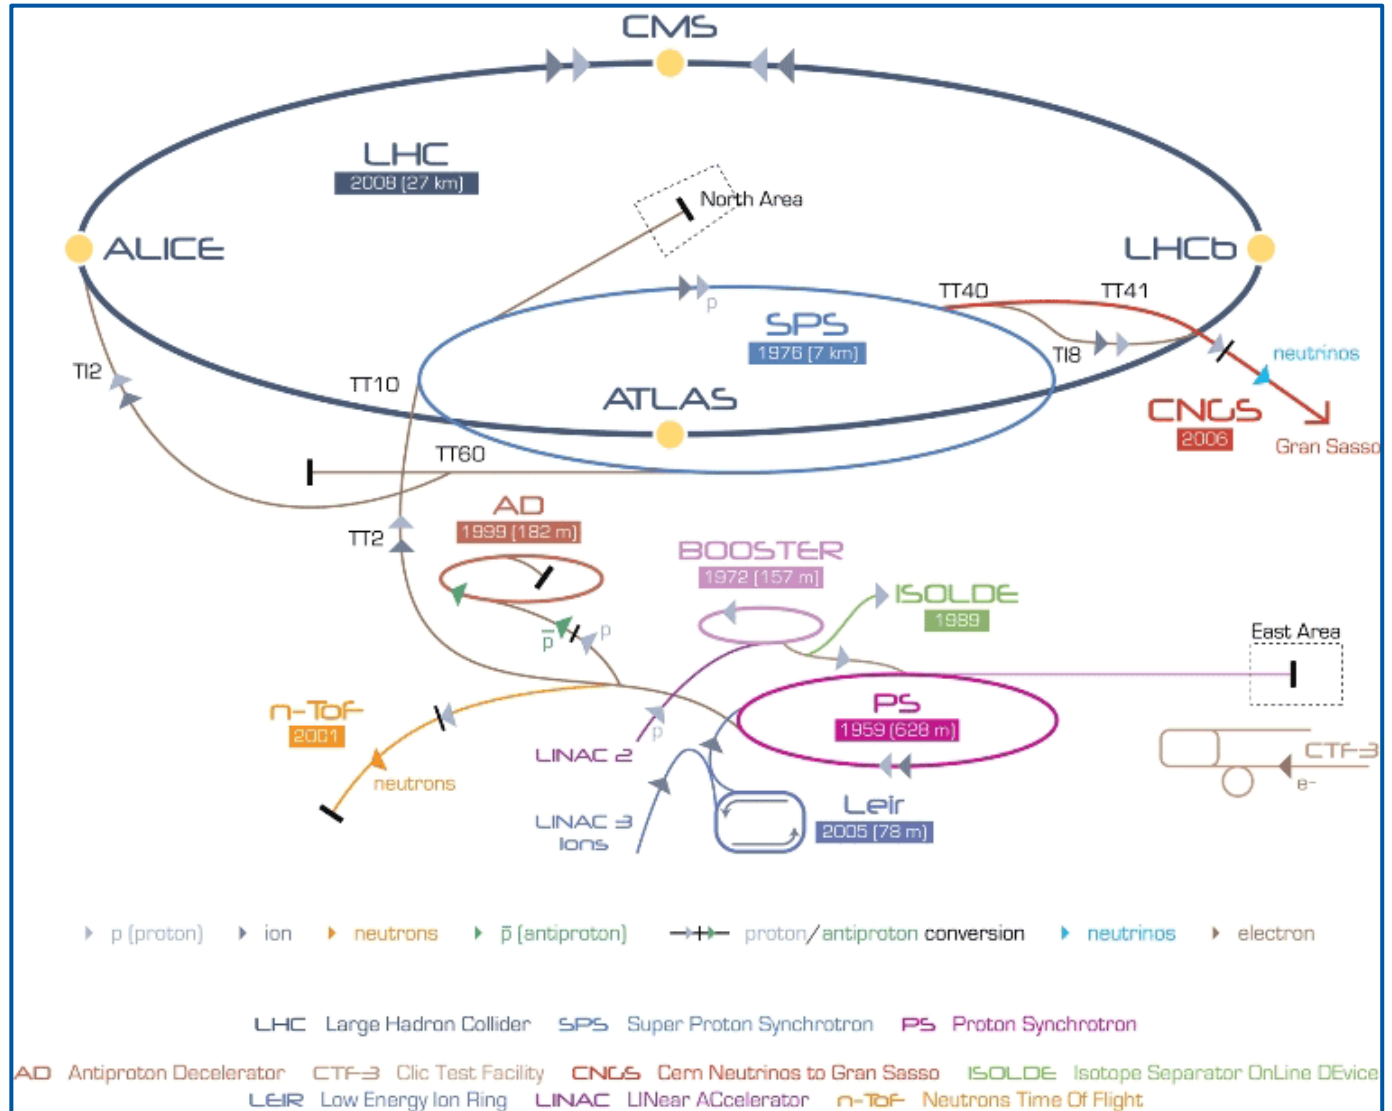 CMS
LHC
2008 (27 km)
North Area
ALICE
LHCb
TT40
TT41
p
SPS
1976 (7 km)
TI8
neutrinos
TI2
TT10
ATLAS
CNGS
2006
Gran Sasso
TT60
AD
1999 (182 m)
TT2
BOOSTER
1972 (157 m)
ISOLDE
1989
p̅
p
East Area
n-ToF
2001
PS
1959 (628 m)
p
LINAC 2
CTF-3
e-
neutrons
LINAC 3
Ions
Leir
2005 (78 m)
p (proton) ion neutrons p̅ (antiproton) proton/antiproton conversion neutrinos electron
LHC Large Hadron Collider SPS Super Proton Synchrotron PS Proton Synchrotron
AD Antiproton Decelerator CTF-3 Clic Test Facility CNGS Cern Neutrinos to Gran Sasso ISOLDE Isotope Separator OnLine DEvice
LEIR Low Energy Ion Ring LINAC LINear ACcelerator n-ToF Neutrons Time Of Flight